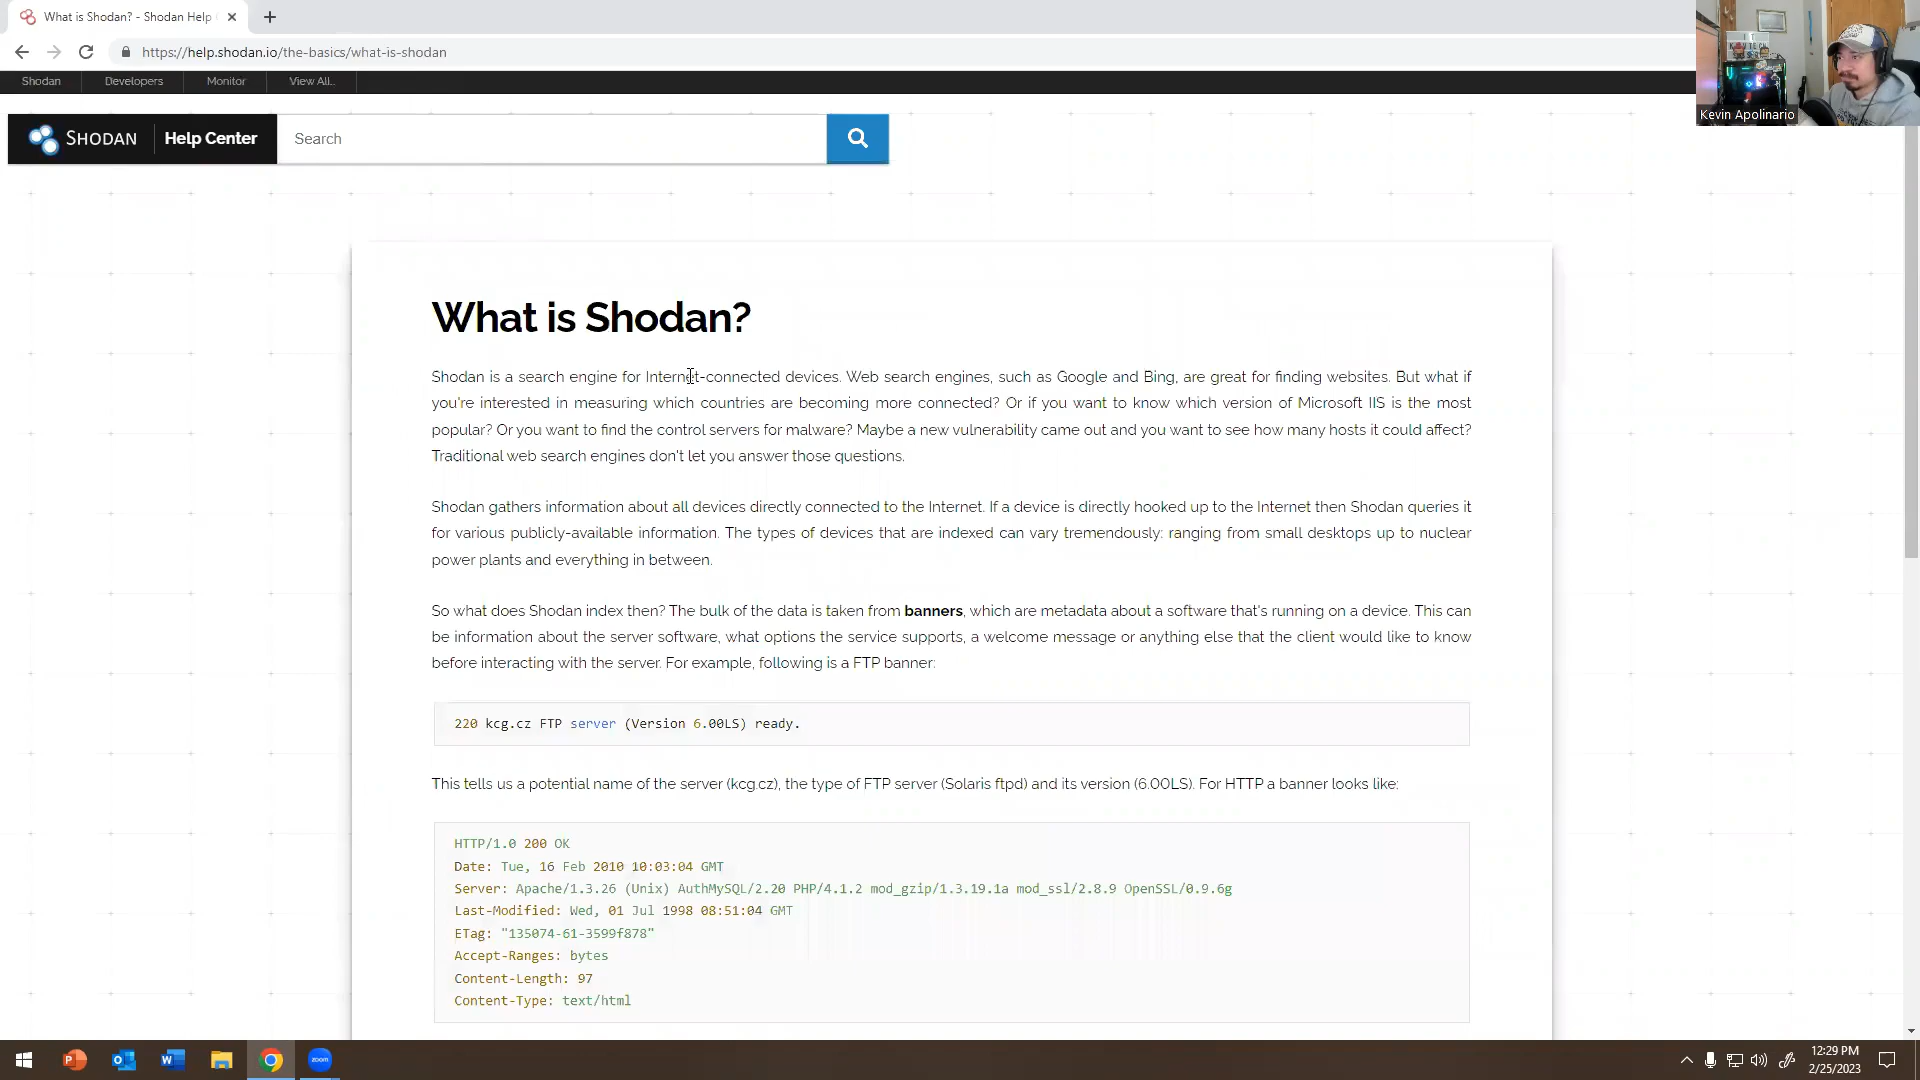 What is Shodan? - Shodan Help
https://help.shodan.io/the-basics/what-is-shodan
Shodan
Developers
Monitor
View All..
SHODAN
Help Center
Search
Kevin Apolinario
What is Shodan?
Shodan is a search engine for Internet-connected devices. Web search engines, such as Google and Bing, are great for finding websites. But what if
you're interested in measuring which countries are becoming more connected? Or if you want to know which version of Microsoft IIS is the most
popular? Or you want to find the control servers for malware? Maybe a new vulnerability came out and you want to see how many hosts it could affect?
Traditional web search engines don't let you answer those questions.
Shodan gathers information about all devices directly connected to the Internet. If a device is directly hooked up to the Internet then Shodan queries it
for various publicly-available information. The types of devices that are indexed can vary tremendously: ranging from small desktops up to nuclear
power plants and everything in between.
So what does Shodan index then? The bulk of the data is taken from banners, which are metadata about a software that's running on a device. This can
be information about the server software, what options the service supports, a welcome message or anything else that the client would like to know
before interacting with the server. For example, following is a FTP banner:
220 kcg.cz FTP server (Version 6.00LS) ready.
This tells us a potential name of the server (kcg.cz), the type of FTP server (Solaris ftpd) and its version (6.00LS). For HTTP a banner looks like:
HTTP/1.0 200 OK
Date: Tue, 16 Feb 2010 10:03:04 GMT
Server: Apache/1.3.26 (Unix) AuthMySQL/2.20 PHP/4.1.2 mod_gzip/1.3.19.1a mod_ssl/2.8.9 OpenSSL/0.9.6g
Last-Modified: Wed, 01 Jul 1998 08:51:04 GMT
ETag: "135074-61-3599f878"
Accept-Ranges: bytes
Content-Length: 97
Content-Type: text/html
zoom
12:29 PM
2/25/2023